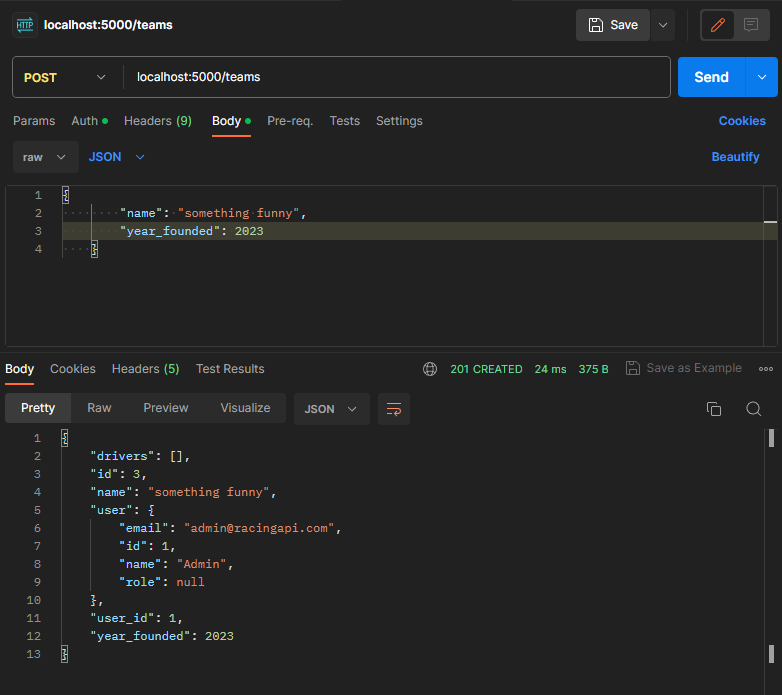 HTTP localhost:5000/teams Save
POST localhost:5000/teams Send
Params Auth Headers (9) Body Pre-req. Tests Settings Cookies
raw JSON Beautify
1 {
2 "name": "something funny",
3 "year_founded": 2023
4 }
Body Cookies Headers (5) Test Results 201 CREATED 24 ms 375 B Save as Example
Pretty Raw Preview Visualize JSON
1 {
2 "drivers": [],
3 "id": 3,
4 "name": "something funny",
5 "user": {
6 "email": "admin@racingapi.com",
7 "id": 1,
8 "name": "Admin",
9 "role": null
10 },
11 "user_id": 1,
12 "year_founded": 2023
13 }